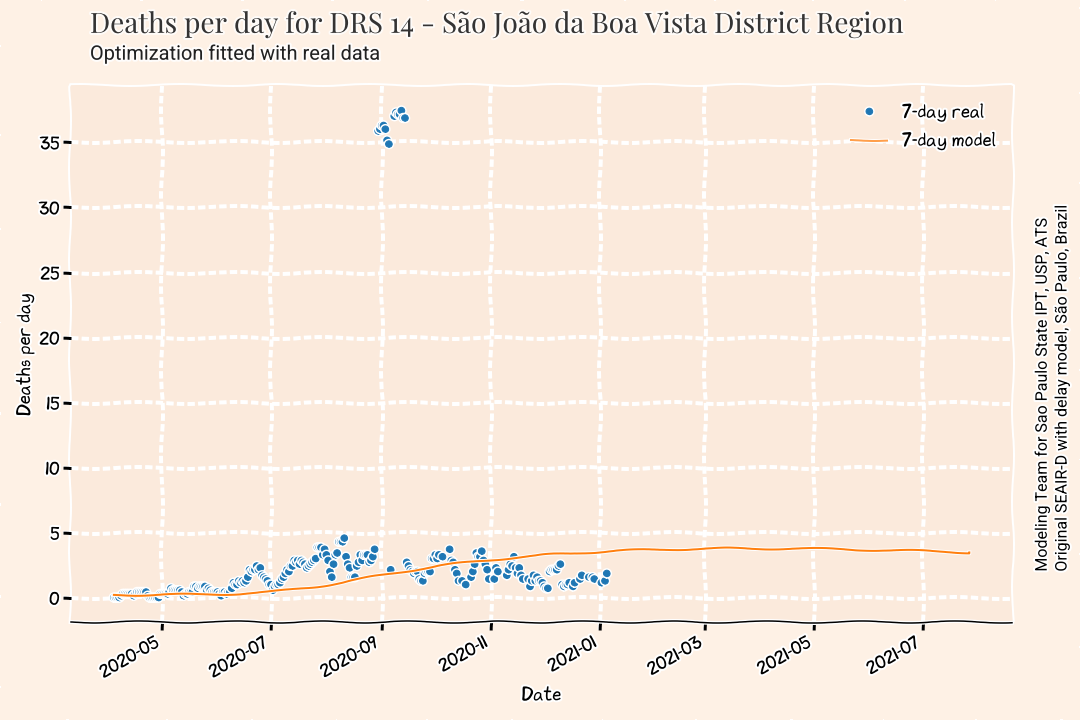 Deaths per day for DRS 14 - São João da Boa Vista District Region
Optimization fitted with real data
7-day real
7-day model
35
30
25
20
15
10
5
0
Deaths per day
2020-05
2020-07
2020-09
2020-11
2021-01
2021-03
2021-05
2021-07
Date
Modeling Team for Sao Paulo State IPT, USP, ATS
Original SEAIR-D with delay model, São Paulo, Brazil